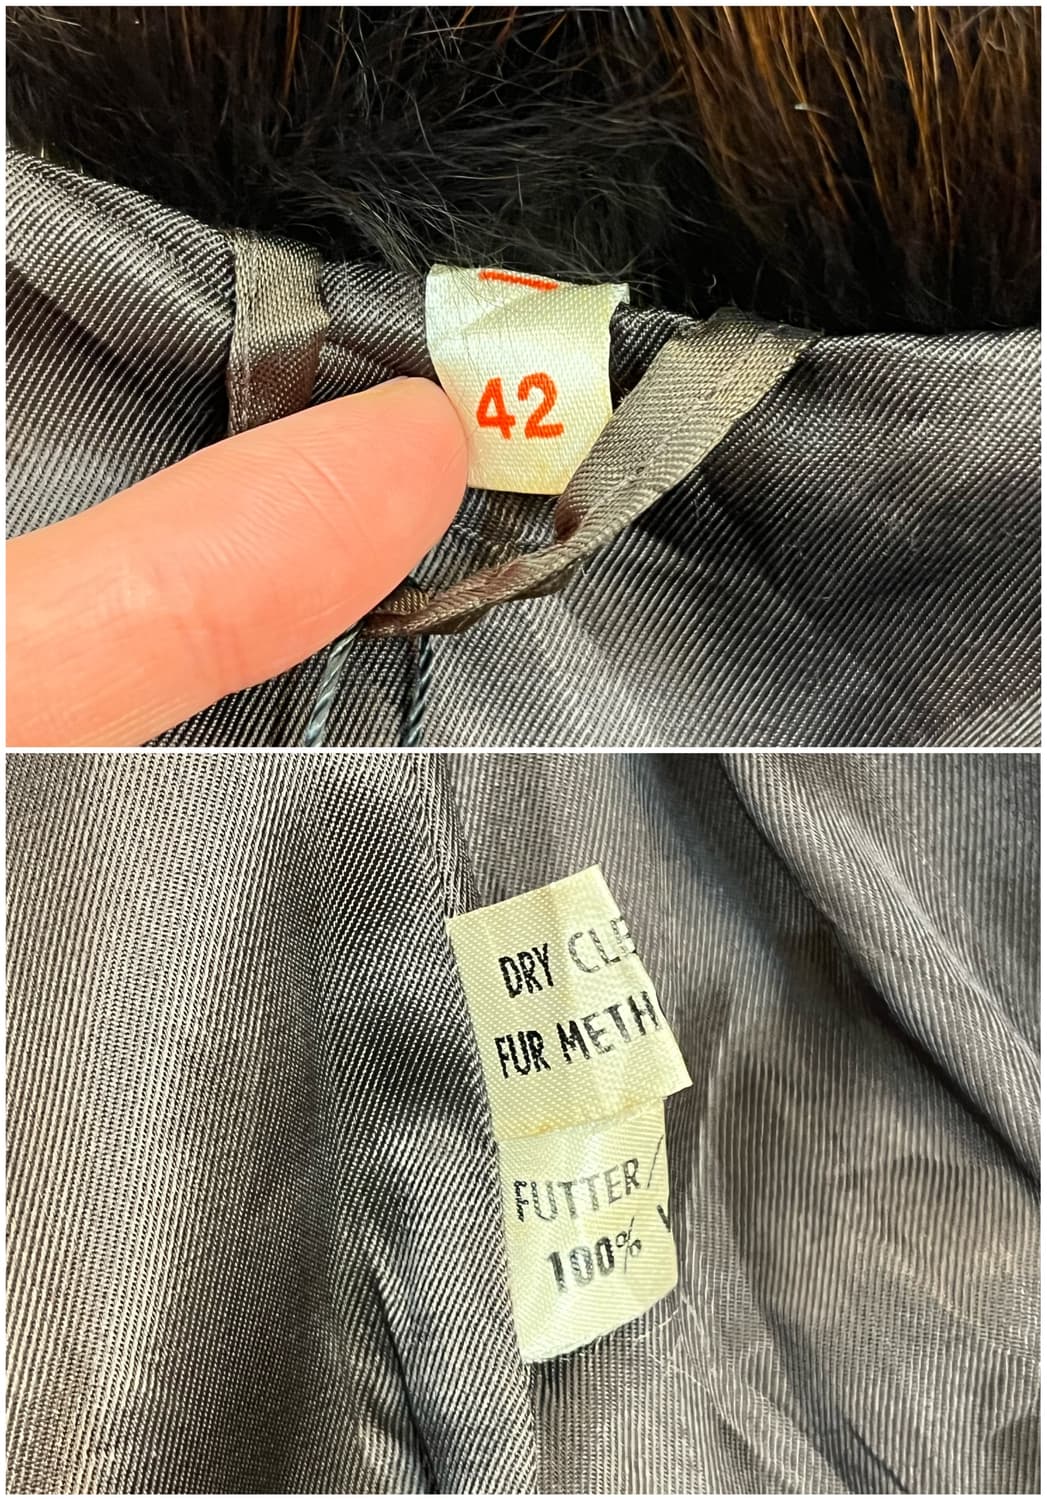 42
DRY CLE
FUR METH
FUTTER/
100%